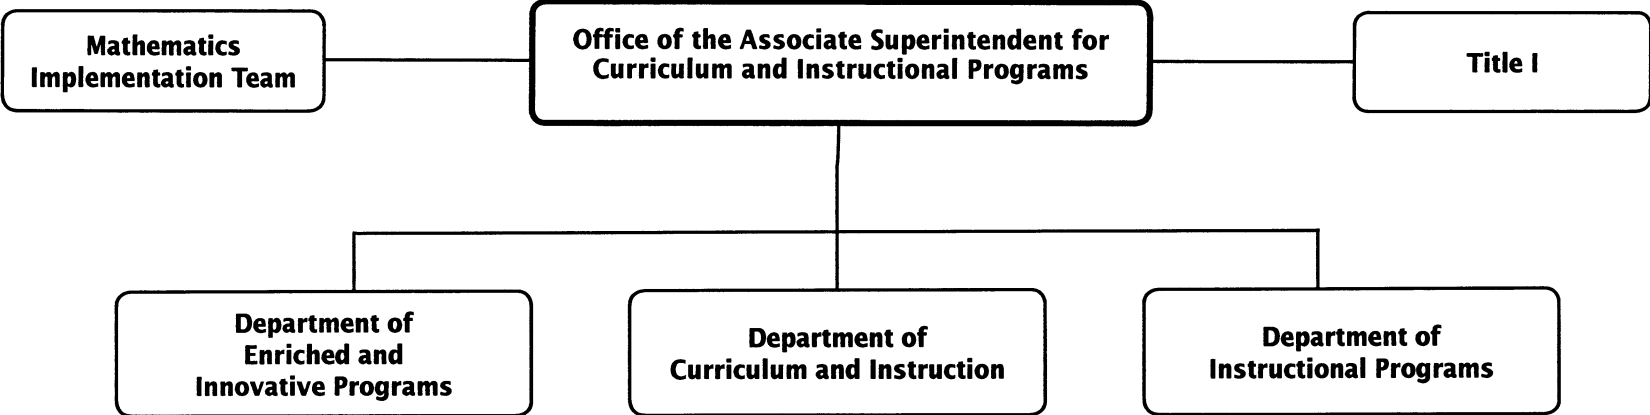 Mathematics
Implementation Team
Office of the Associate Superintendent for
Curriculum and Instructional Programs
Title I
Department of
Enriched and
Innovative Programs
Department of
Curriculum and Instruction
Department of
Instructional Programs